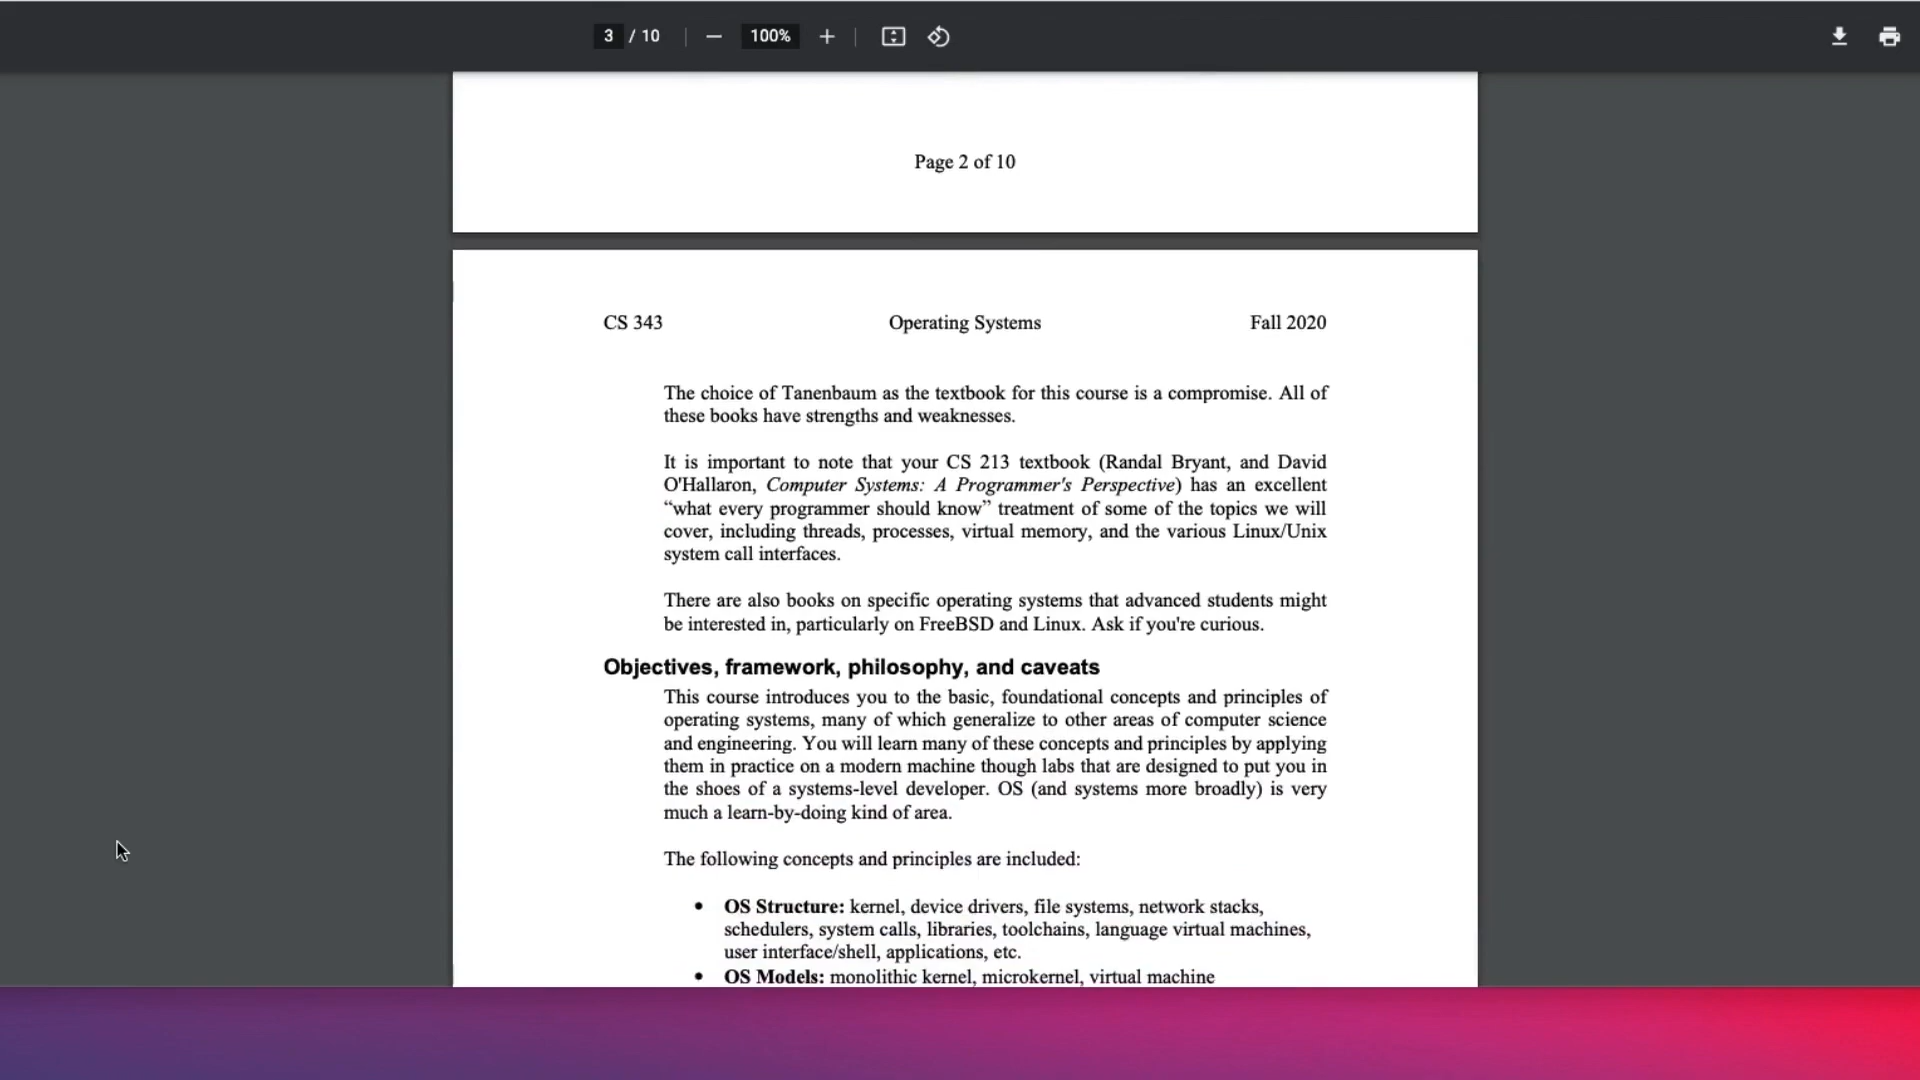 3 / 10 100%
Page 2 of 10
CS 343 Operating Systems Fall 2020
The choice of Tanenbaum as the textbook for this course is a compromise. All of
these books have strengths and weaknesses.
It is important to note that your CS 213 textbook (Randal Bryant, and David
O'Hallaron, Computer Systems: A Programmer's Perspective) has an excellent
“what every programmer should know” treatment of some of the topics we will
cover, including threads, processes, virtual memory, and the various Linux/Unix
system call interfaces.
There are also books on specific operating systems that advanced students might
be interested in, particularly on FreeBSD and Linux. Ask if you're curious.
Objectives, framework, philosophy, and caveats
This course introduces you to the basic, foundational concepts and principles of
operating systems, many of which generalize to other areas of computer science
and engineering. You will learn many of these concepts and principles by applying
them in practice on a modern machine though labs that are designed to put you in
the shoes of a systems-level developer. OS (and systems more broadly) is very
much a learn-by-doing kind of area.
The following concepts and principles are included:
• OS Structure: kernel, device drivers, file systems, network stacks,
schedulers, system calls, libraries, toolchains, language virtual machines,
user interface/shell, applications, etc.
• OS Models: monolithic kernel, microkernel, virtual machine